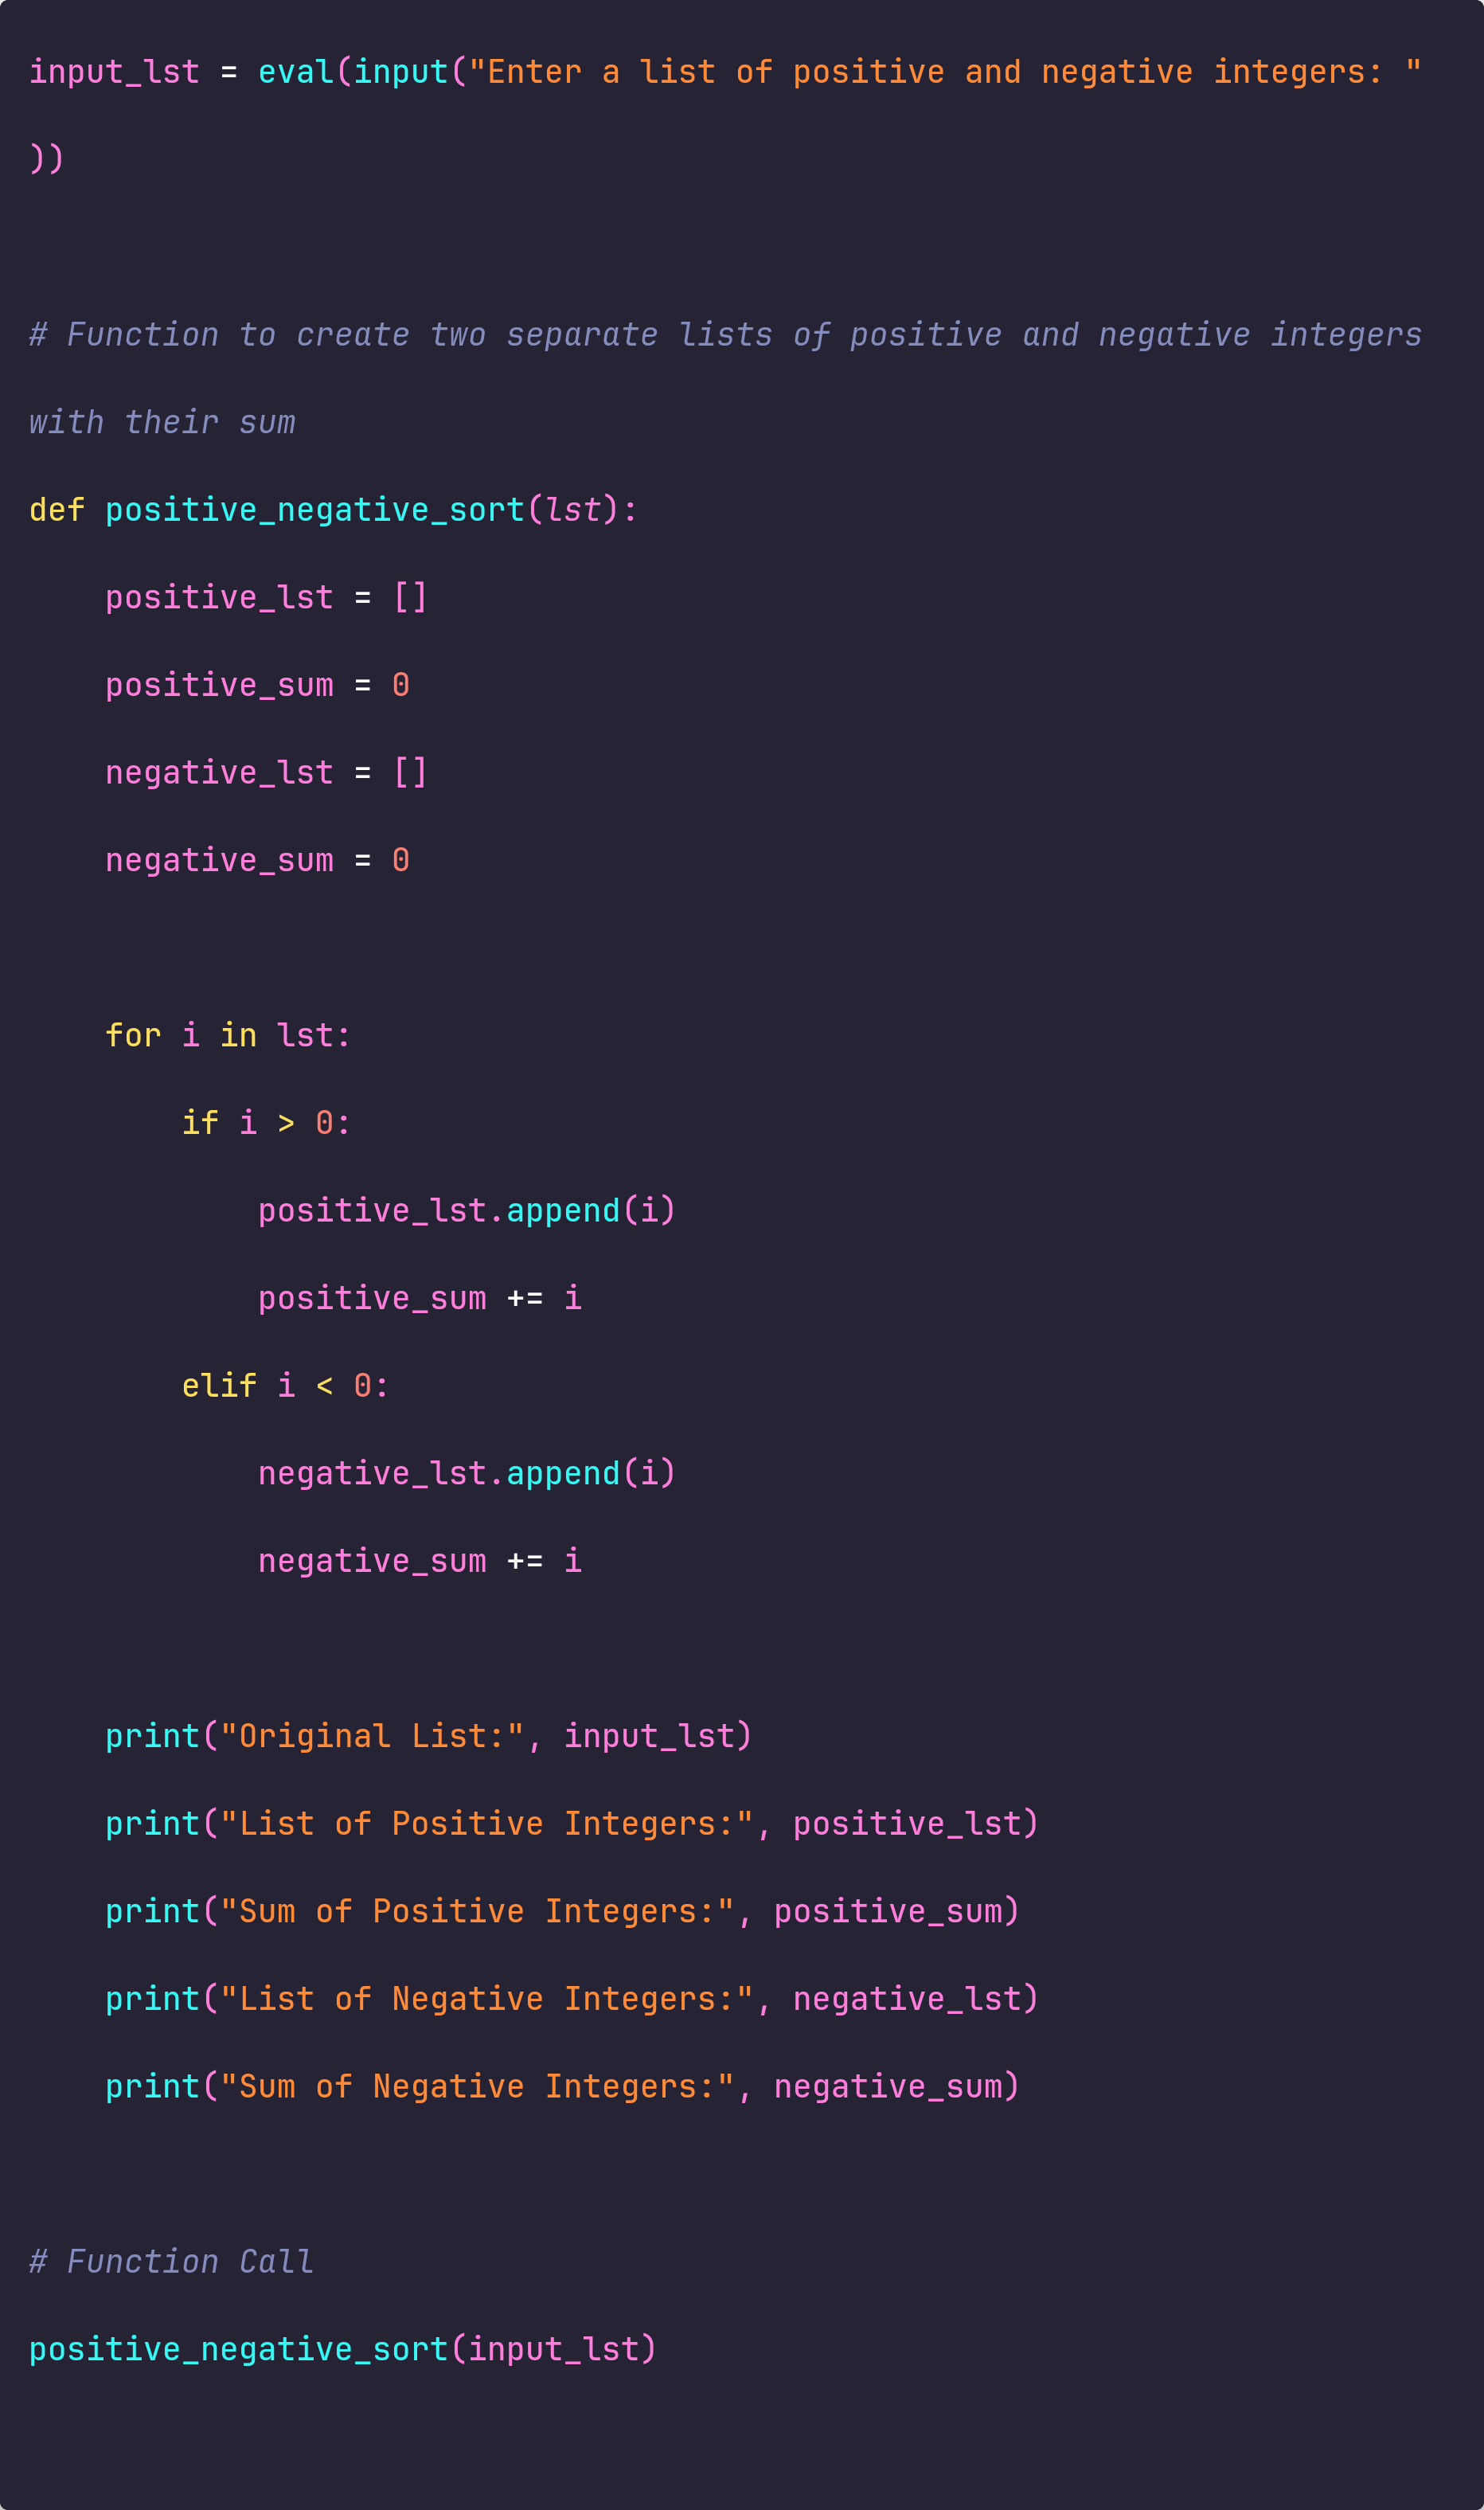 input_lst = eval(input("Enter a list of positive and negative integers: "
))
# Function to create two separate lists of positive and negative integers
with their sum
def positive_negative_sort(lst):
    positive_lst = []
    positive_sum = 0
    negative_lst = []
    negative_sum = 0
    for i in lst:
        if i > 0:
            positive_lst.append(i)
            positive_sum += i
        elif i < 0:
            negative_lst.append(i)
            negative_sum += i
    print("Original List:", input_lst)
    print("List of Positive Integers:", positive_lst)
    print("Sum of Positive Integers:", positive_sum)
    print("List of Negative Integers:", negative_lst)
    print("Sum of Negative Integers:", negative_sum)
# Function Call
positive_negative_sort(input_lst)